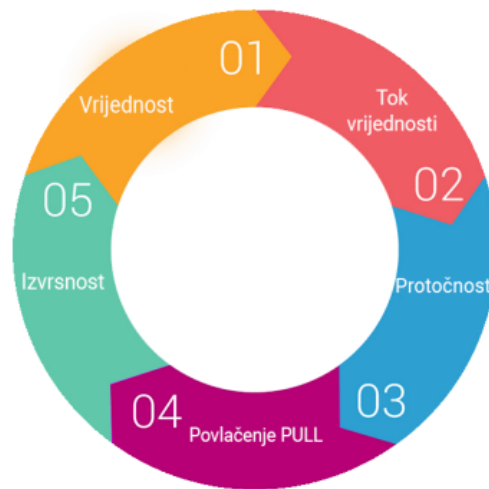 01
Vrijednost
Tok
vrijednosti
02
Protočnost
03
04
Povlačenje PULL
05
Izvrsnost